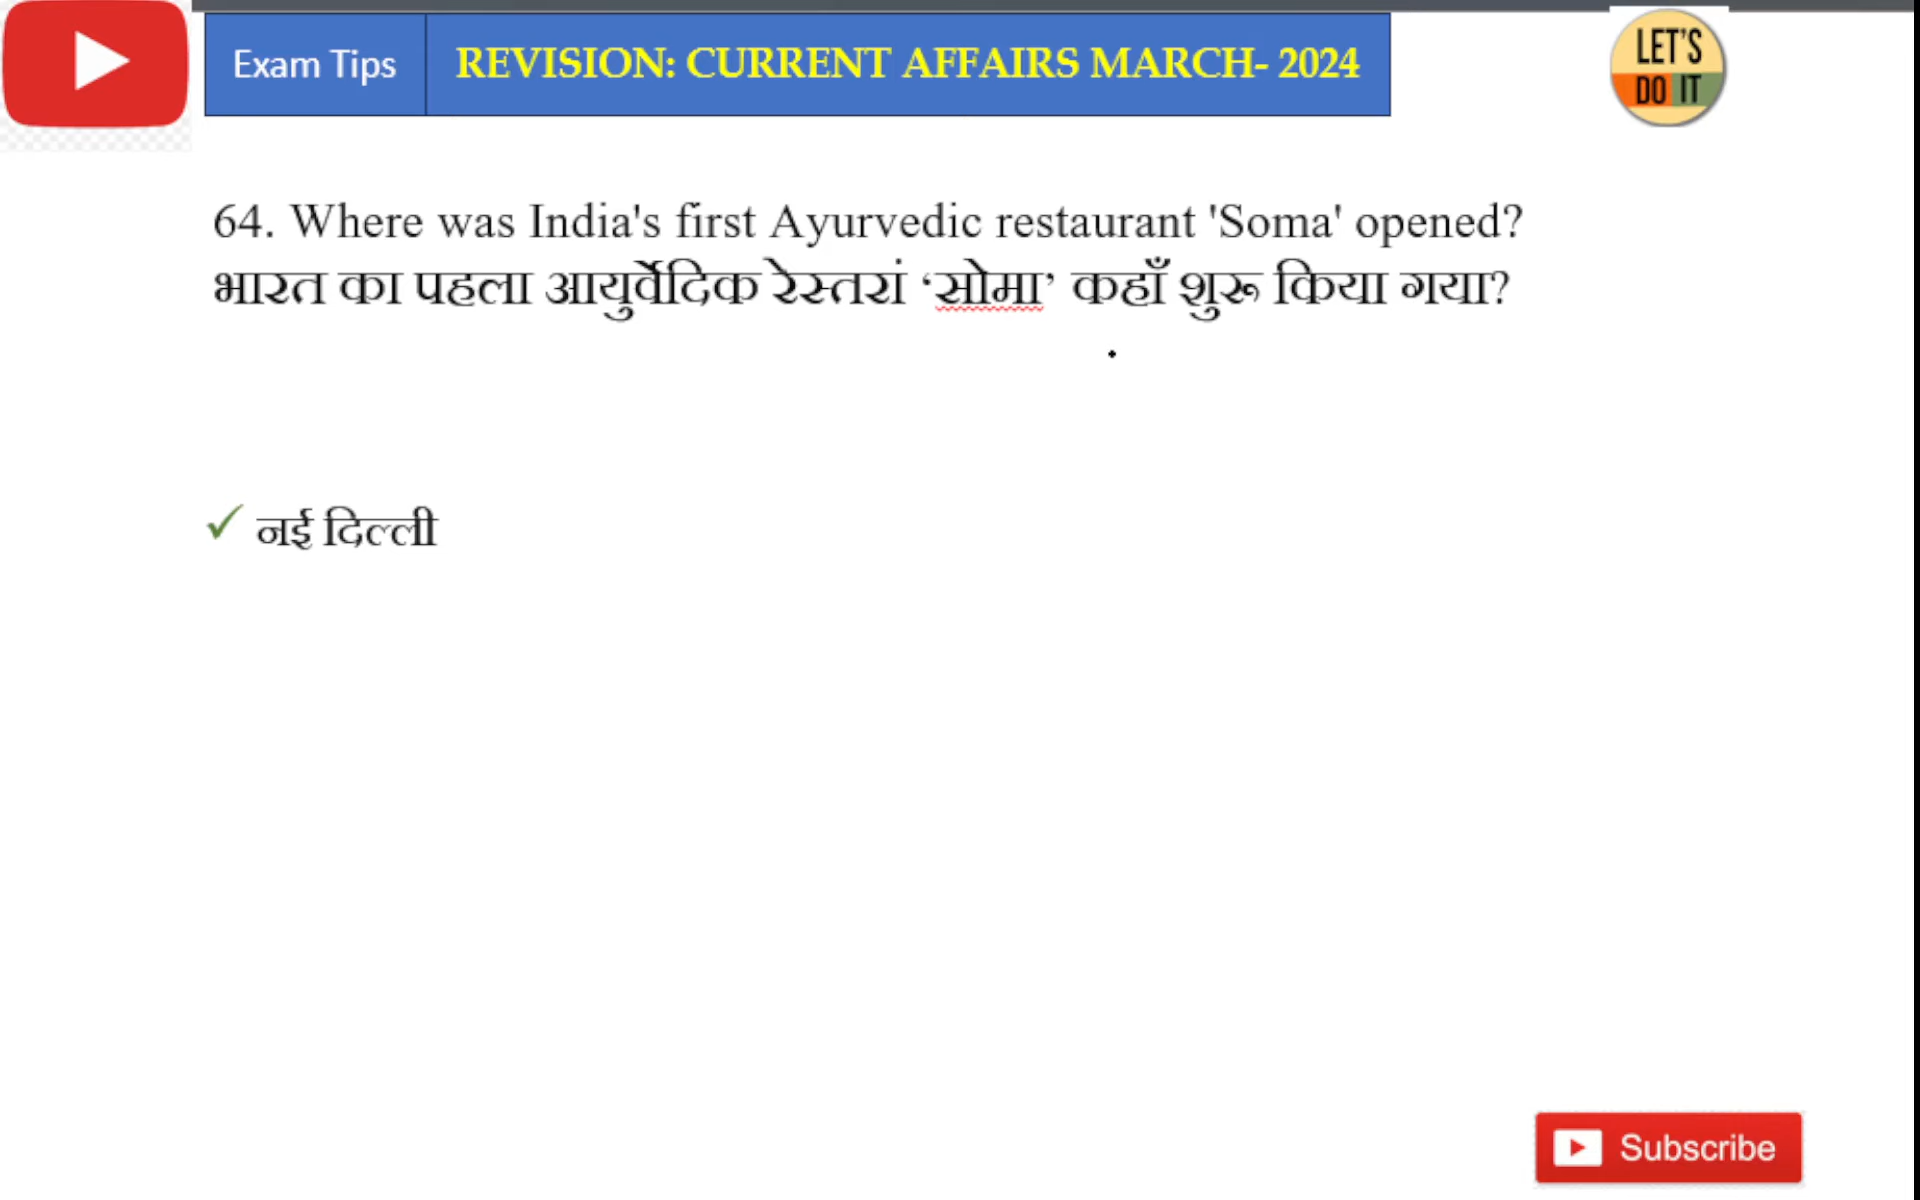 Exam Tips
REVISION: CURRENT AFFAIRS MARCH- 2024
LET'S
DO IT
64. Where was India's first Ayurvedic restaurant 'Soma' opened?
भारत का पहला आयुर्वेदिक रेस्तरां ‘सोमा’ कहाँ शुरू किया गया?
नई दिल्ली
Subscribe